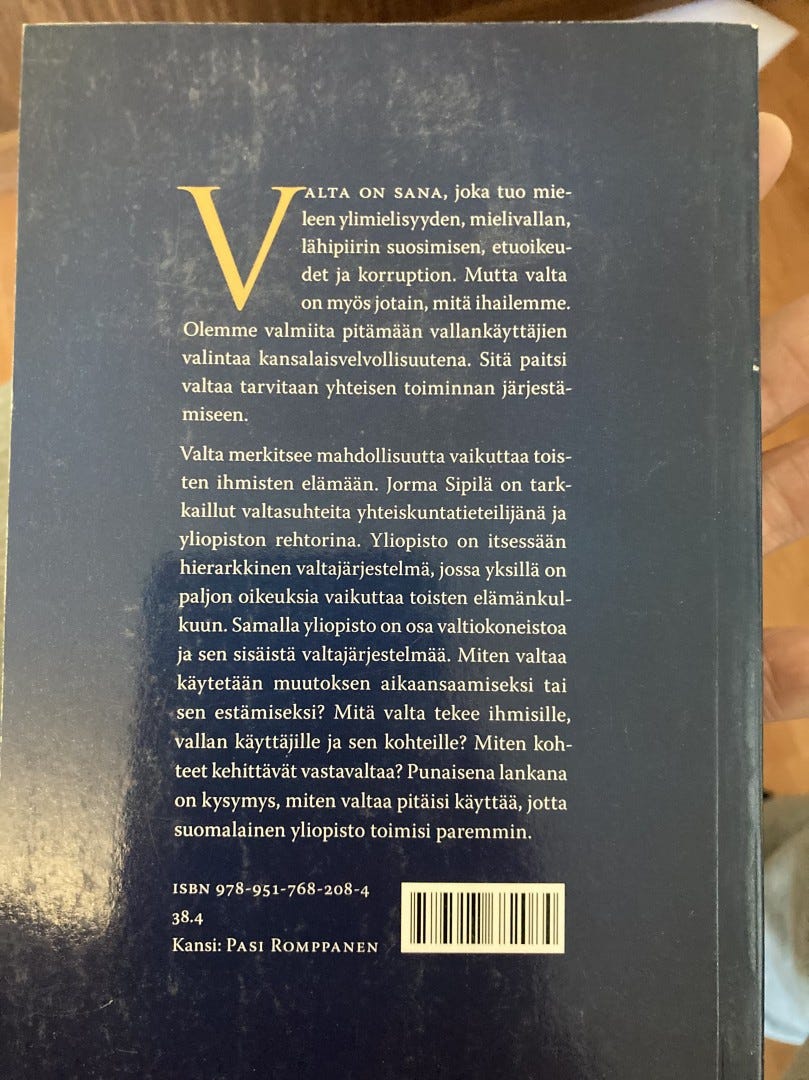 VALTA ON SANA, joka tuo mie-
leen ylimielisyyden, mielivallan,
lähipiirin suosimisen, etuoikeu-
det ja korruption. Mutta valta
on myös jotain, mitä ihailemme.
Olemme valmiita pitämään vallankäyttäjien
valintaa kansalaisvelvollisuutena. Sitä paitsi
valtaa tarvitaan yhteisen toiminnan järjestä-
miseen.
Valta merkitsee mahdollisuutta vaikuttaa tois-
ten ihmisten elämään. Jorma Sipilä on tark-
kaillut valtasuhteita yhteiskuntatieteilijänä ja
yliopiston rehtorina. Yliopisto on itsessään
hierarkkinen valtajärjestelmä, jossa yksillä on
paljon oikeuksia vaikuttaa toisten elämänkul-
kuun. Samalla yliopisto on osa valtiokoneistoa
ja sen sisäistä valtajärjestelmää. Miten valtaa
käytetään muutoksen aikaansaamiseksi tai
sen estämiseksi? Mitä valta tekee ihmisille,
vallan käyttäjille ja sen kohteille? Miten koh-
teet kehittävät vastavaltaa? Punaisena lankana
on kysymys, miten valtaa pitäisi käyttää, jotta
suomalainen yliopisto toimisi paremmin.
ISBN 978-951-768-208-4
38.4
Kansi: PASI ROMPPANEN